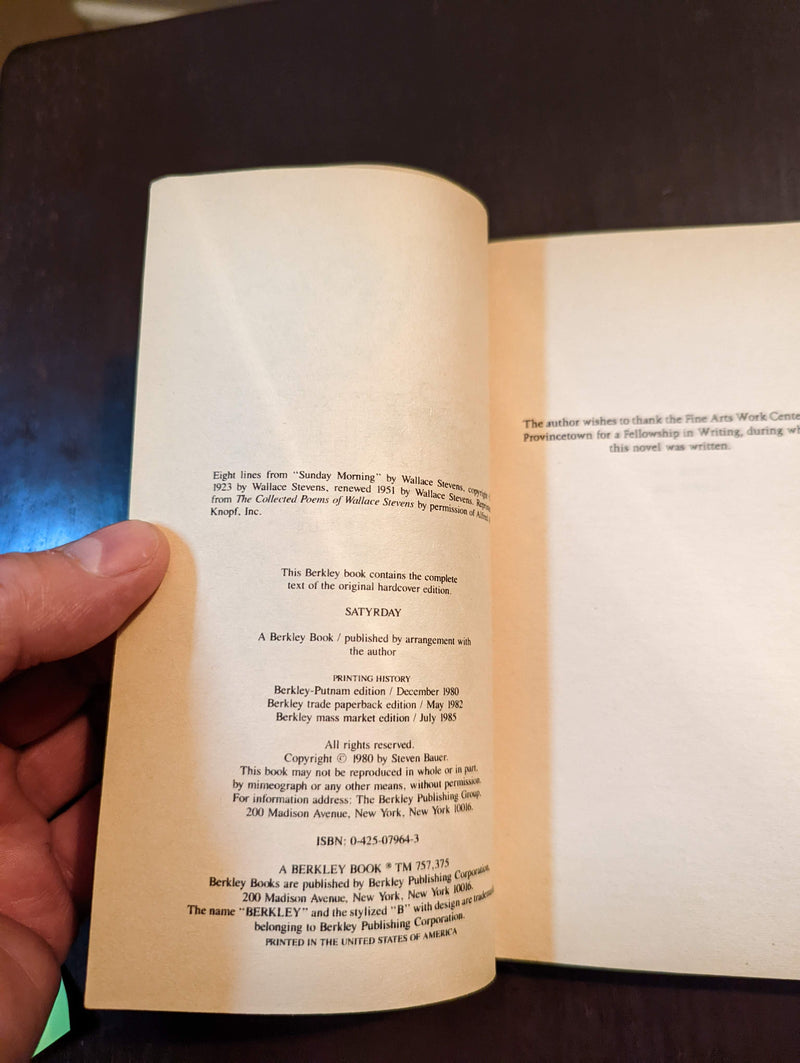 Eight lines from "Sunday Morning" by Wallace Stevens, copyright
1923 by Wallace Stevens, renewed 1951 by Wallace Stevens.
from The Collected Poems of Wallace Stevens by permission of Alfred
Knopf, Inc.
This Berkley book contains the complete
text of the original hardcover edition.
SATYRDAY
A Berkley Book / published by arrangement with
the author
PRINTING HISTORY
Berkley-Putnam edition / December 1980
Berkley trade paperback edition / May 1982
Berkley mass market edition / July 1985
All rights reserved.
Copyright © 1980 by Steven Bauer.
This book may not be reproduced in whole or in part,
by mimeograph or any other means, without permission.
For information address: The Berkley Publishing Group,
200 Madison Avenue, New York, New York 10016.
ISBN: 0-425-07964-3
A BERKLEY BOOK ® TM 757,375
Berkley Books are published by Berkley Publishing Corporation,
200 Madison Avenue, New York, New York 10016.
The name "BERKLEY" and the stylized "B" with design are
belonging to Berkley Publishing Corporation.
PRINTED IN THE UNITED STATES OF AMERICA
The author wishes to thank the Fine Arts Work Cente
Provincetown for a Fellowship in Writing, during wh
this novel was written.